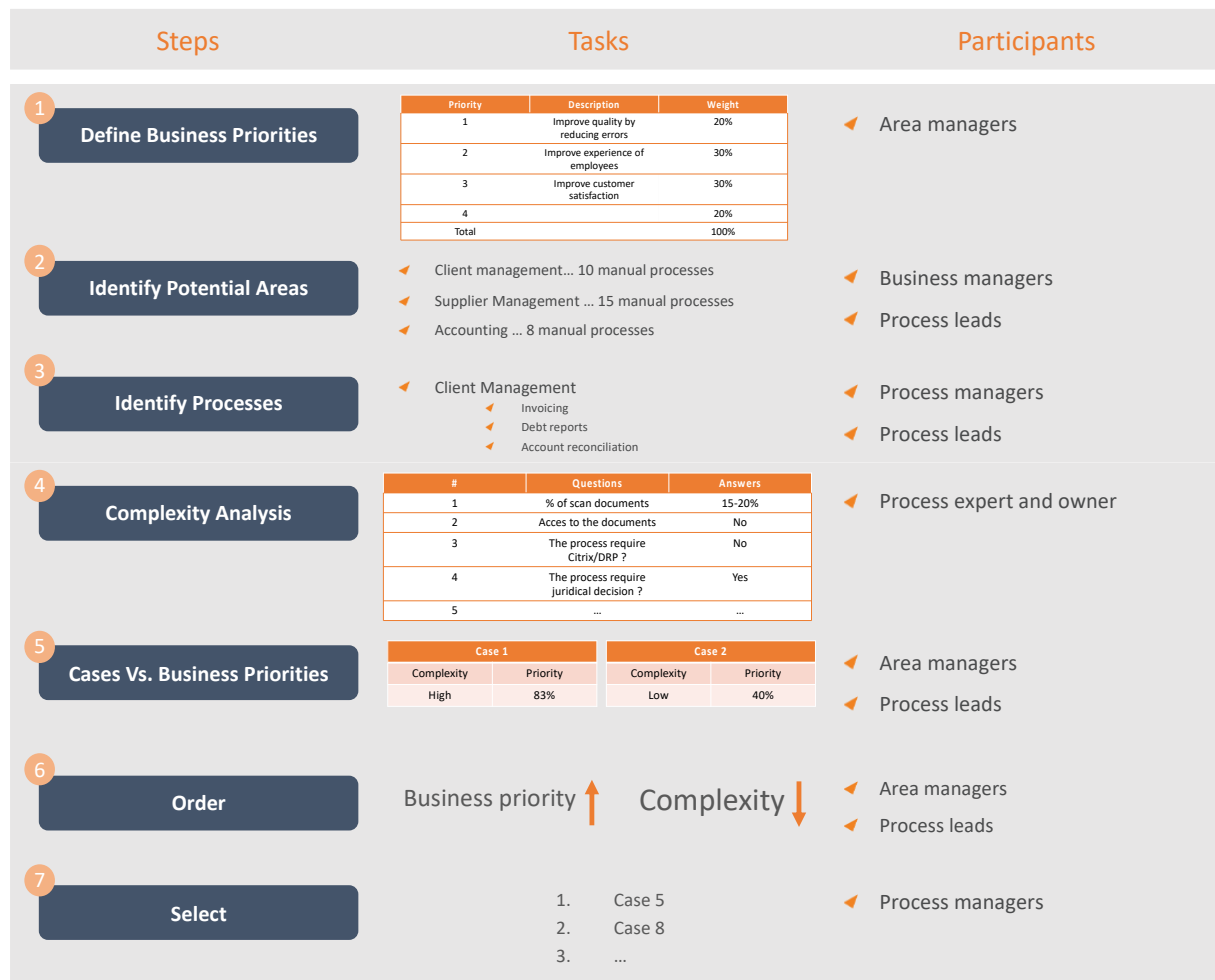 Steps Tasks Participants
1
Define Business Priorities
Priority Description Weight
1 Improve quality by reducing errors 20%
2 Improve experience of employees 30%
3 Improve customer satisfaction 30%
4 20%
Total 100%
Area managers
2
Identify Potential Areas
Client management… 10 manual processes
Supplier Management … 15 manual processes
Accounting … 8 manual processes
Business managers
Process leads
3
Identify Processes
Client Management
Invoicing
Debt reports
Account reconciliation
Process managers
Process leads
4
Complexity Analysis
# Questions Answers
1 % of scan documents 15-20%
2 Acces to the documents No
3 The process require Citrix/DRP ? No
4 The process require juridical decision ? Yes
5 … …
Process expert and owner
5
Cases Vs. Business Priorities
Case 1
Complexity Priority
High 83%
Case 2
Complexity Priority
Low 40%
Area managers
Process leads
6
Order
Business priority
Complexity
Area managers
Process leads
7
Select
1. Case 5
2. Case 8
3. …
Process managers